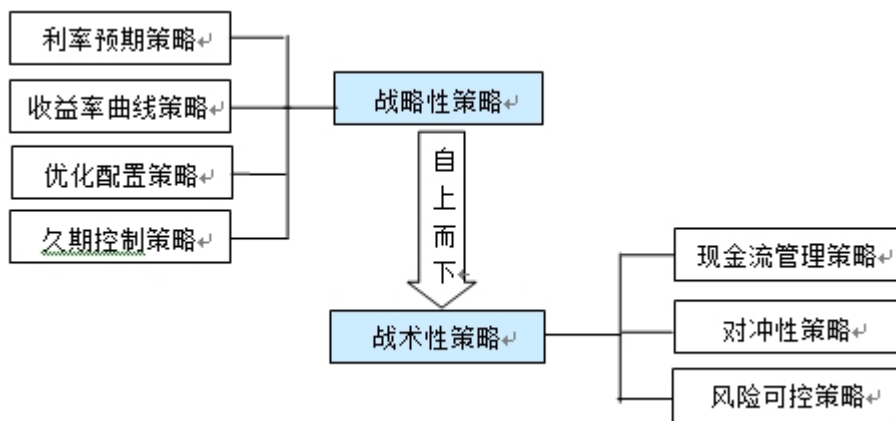 利率预期策略
收益率曲线策略
优化配置策略
久期控制策略
战略性策略
自
上
而
下
战术性策略
现金流管理策略
对冲性策略
风险可控策略